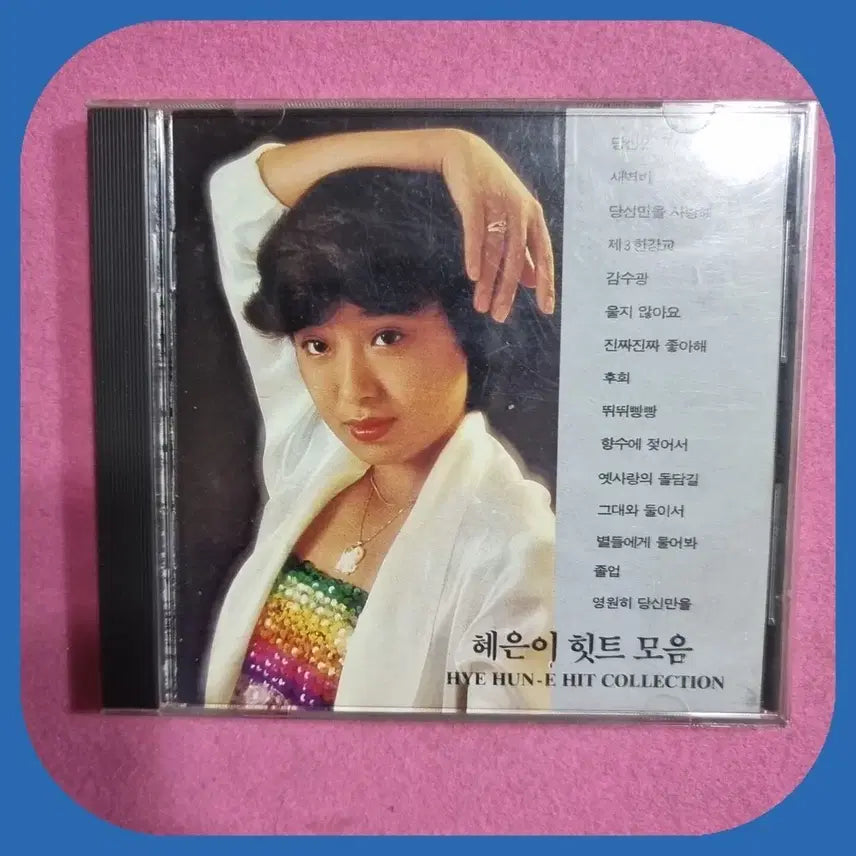 당신은
새벽비
당신만을 사랑해
제3한강교
감수광
울지 않아요
진짜진짜 좋아해
후회
뛰뛰빵빵
향수에 젖어서
옛사랑의 돌담길
그대와 둘이서
별들에게 물어봐
졸업
영원히 당신만을
혜은이 힛트 모음
HYE HUN-E HIT COLLECTION